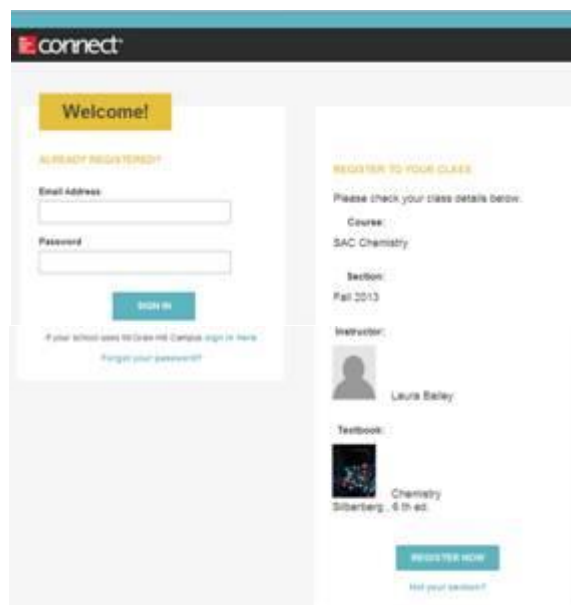 connect
Welcome!
ALREADY REGISTERED?
Email Address
Password
SIGN IN
If your school uses McGraw-Hill Campus sign in here
Forgot your password?
REGISTER TO YOUR CLASS
Please check your class details below.
Course:
SAC Chemistry
Section:
Fall 2013
Instructor:
Laura Bailey
Textbook:
Chemistry
Silberberg , 6 th ed.
REGISTER NOW
Not your section?